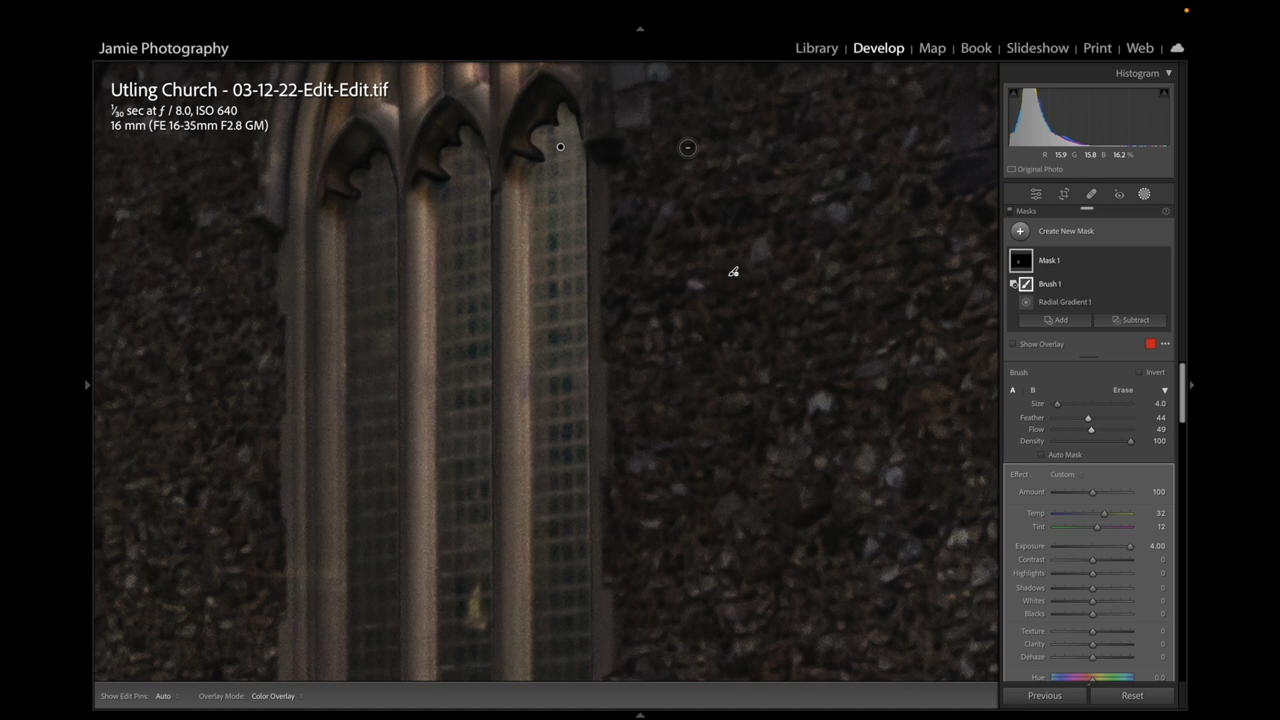 Jamie Photography
Library | Develop | Map | Book | Slideshow | Print | Web |
Utling Church - 03-12-22-Edit-Edit.tif
1/30 sec at ƒ / 8.0, ISO 640
16 mm (FE 16-35mm F2.8 GM)
Histogram
R 15.9 G 15.8 B 16.2 %
Original Photo
Masks
Create New Mask
Mask 1
Brush 1
Radial Gradient 1
Add Subtract
Show Overlay
Brush Invert
A B Erase
Size 4.0
Feather 44
Flow 49
Density 100
Auto Mask
Effect : Custom
Amount 100
Temp 32
Tint 12
Exposure 4.00
Contrast 0
Highlights 0
Shadows 0
Whites 0
Blacks 0
Texture 0
Clarity 0
Dehaze 0
Hue 0.0
Show Edit Pins: Auto Overlay Mode: Color Overlay
Previous Reset